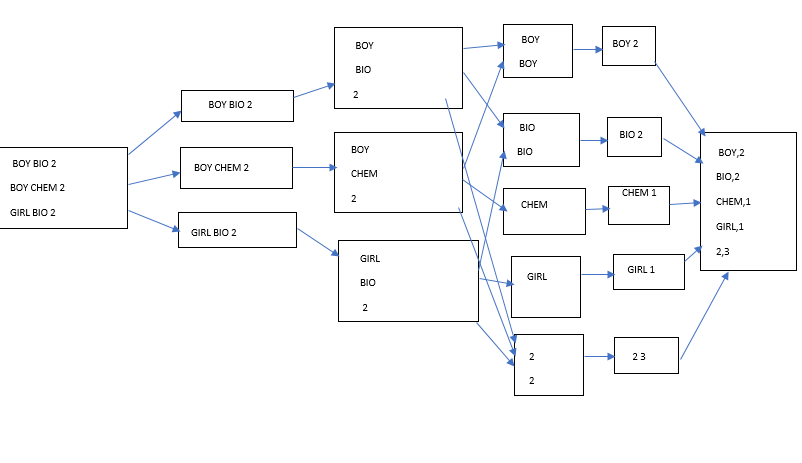 BOY BIO 2
BOY CHEM 2
GIRL BIO 2
BOY BIO 2
BOY CHEM 2
GIRL BIO 2
BOY
BIO
2
BOY
CHEM
2
GIRL
BIO
2
BOY
BOY
BIO
BIO
CHEM
GIRL
2
2
BOY 2
BIO 2
CHEM 1
GIRL 1
2 3
BOY,2
BIO,2
CHEM,1
GIRL,1
2,3